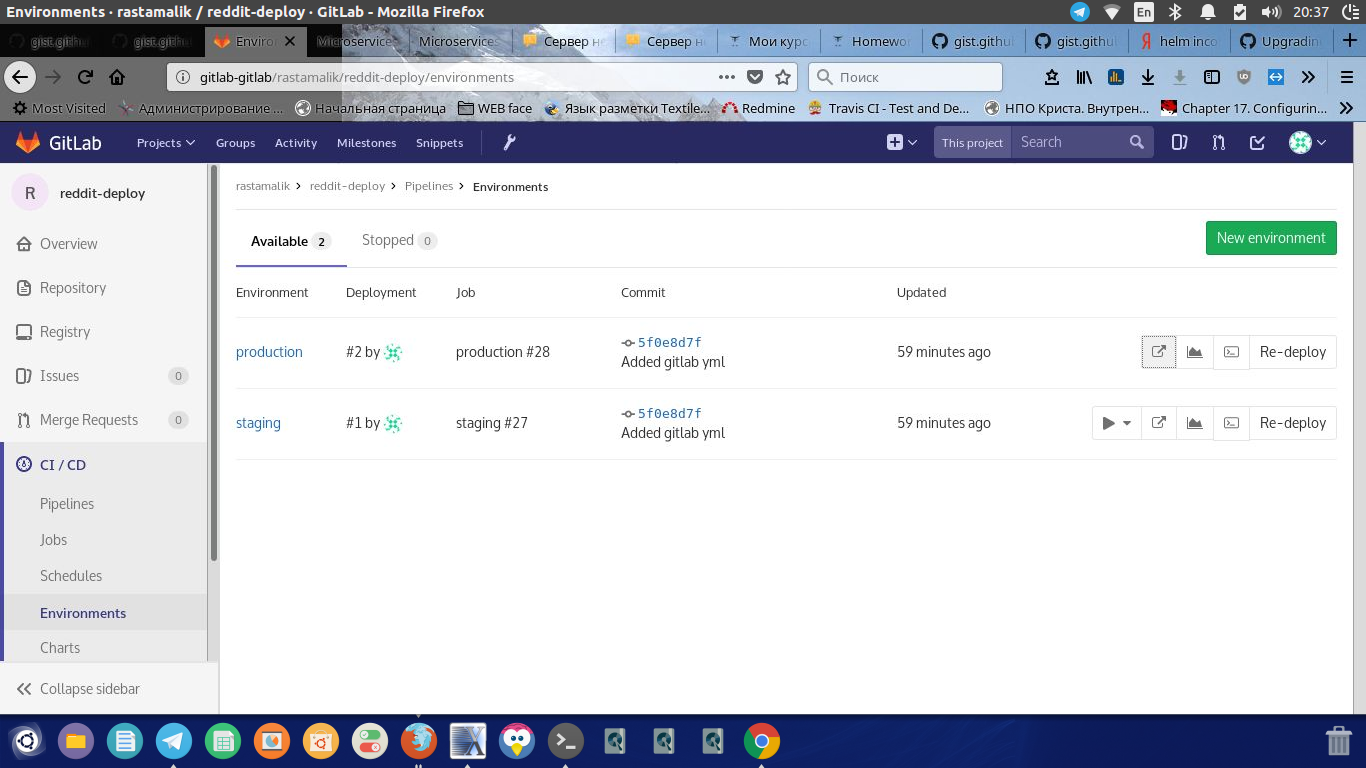 Environments · rastamalik / reddit-deploy · GitLab - Mozilla Firefox
En
20:37
gist.githu
gist.githu
Enviro
Microservice
Microservices
Сервер не
Сервер не
Мои курс
Homewor
gist.githu
gist.githu
helm inco
Upgradin
gitlab-gitlab/rastamalik/reddit-deploy/environments
Поиск
Most Visited
Администрирование ...
Начальная страница
WEB face
Язык разметки Textile...
Redmine
Travis CI - Test and De...
НПО Криста. Внутрен...
Chapter 17. Configurin...
GitLab
Projects
Groups
Activity
Milestones
Snippets
This project
Search
R
reddit-deploy
Overview
Repository
Registry
Issues
0
Merge Requests
0
CI / CD
Pipelines
Jobs
Schedules
Environments
Charts
Collapse sidebar
rastamalik > reddit-deploy > Pipelines > Environments
Available 2
Stopped 0
New environment
Environment
Deployment
Job
Commit
Updated
production
#2 by
production #28
5f0e8d7f
Added gitlab yml
59 minutes ago
Re-deploy
staging
#1 by
staging #27
5f0e8d7f
Added gitlab yml
59 minutes ago
Re-deploy